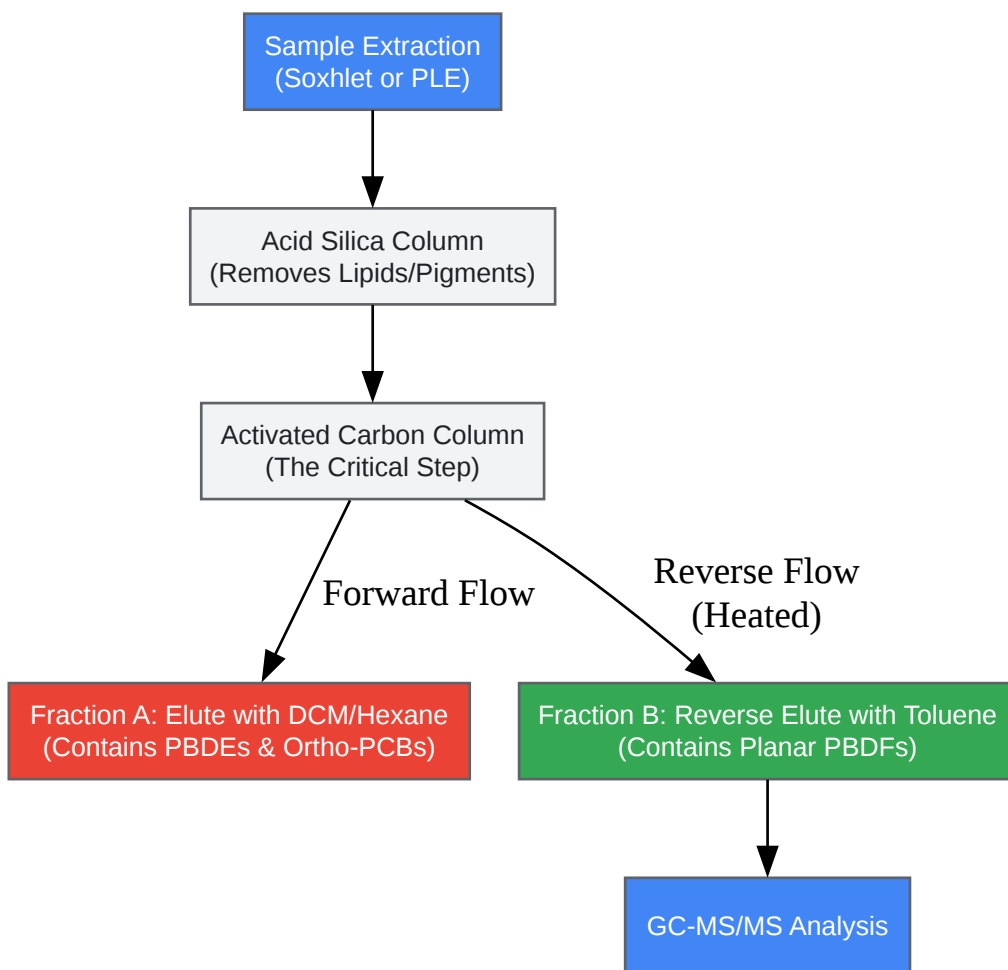 Sample Extraction
(Soxhlet or PLE)
Acid Silica Column
(Removes Lipids/Pigments)
Activated Carbon Column
(The Critical Step)
Forward Flow
Reverse Flow
(Heated)
Fraction A: Elute with DCM/Hexane
(Contains PBDEs & Ortho-PCBs)
Fraction B: Reverse Elute with Toluene
(Contains Planar PBDFs)
GC-MS/MS Analysis